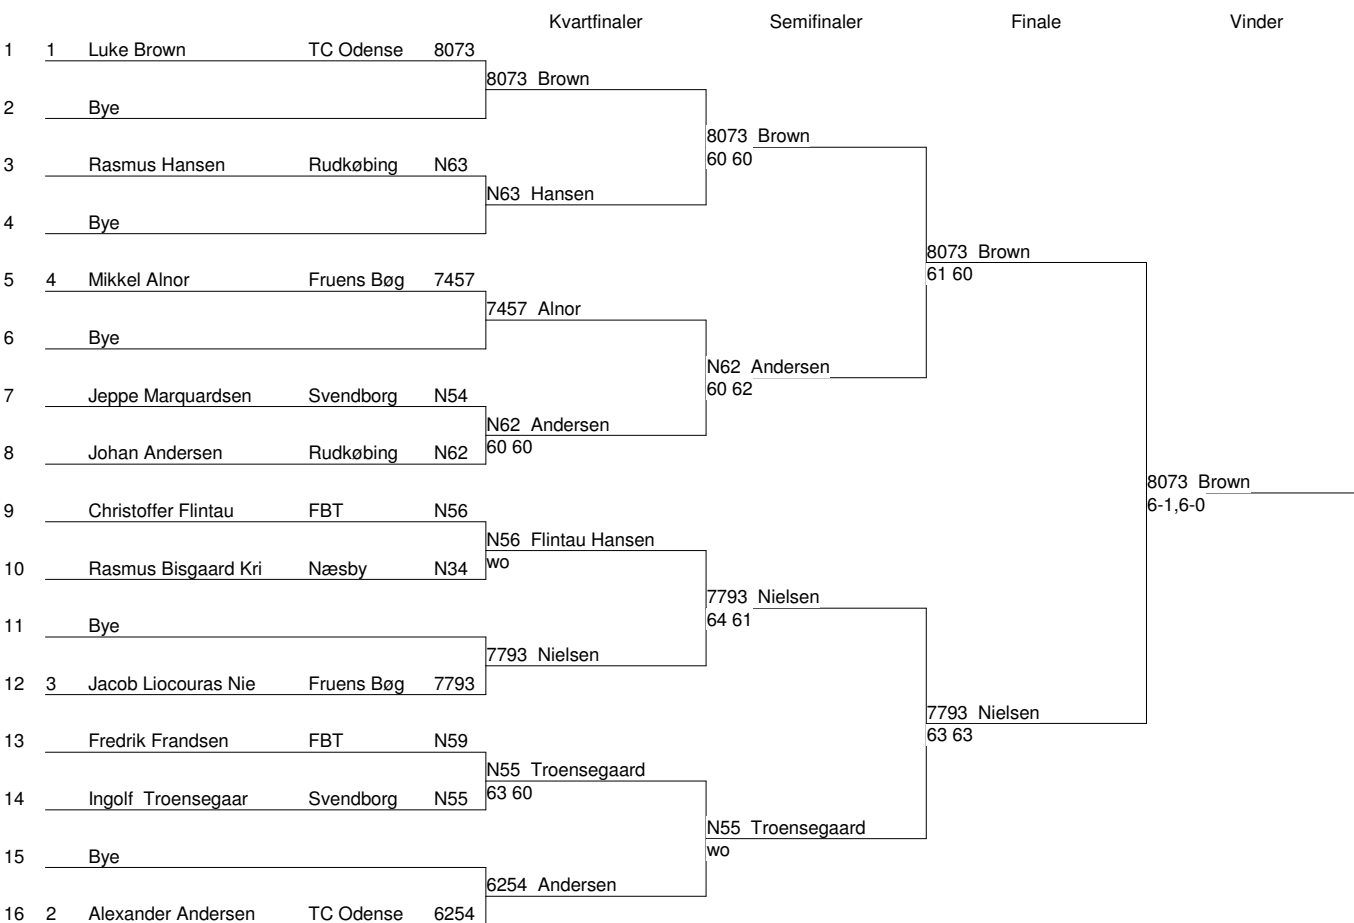 Kvartfinaler Semifinaler Finale Vinder
1 1 Luke Brown TC Odense 8073
8073 Brown
2 Bye
8073 Brown
60 60
3 Rasmus Hansen Rudkøbing N63
N63 Hansen
4 Bye
8073 Brown
61 60
5 4 Mikkel Alnor Fruens Bøg 7457
7457 Alnor
6 Bye
N62 Andersen
60 62
7 Jeppe Marquardsen Svendborg N54
N62 Andersen
60 60
8 Johan Andersen Rudkøbing N62
8073 Brown
6-1,6-0
9 Christoffer Flintau FBT N56
N56 Flintau Hansen
wo
10 Rasmus Bisgaard Kri Næsby N34
7793 Nielsen
64 61
11 Bye
7793 Nielsen
12 3 Jacob Liocouras Nie Fruens Bøg 7793
7793 Nielsen
63 63
13 Fredrik Frandsen FBT N59
N55 Troensegaard
63 60
14 Ingolf Troensegaar Svendborg N55
N55 Troensegaard
wo
15 Bye
6254 Andersen
16 2 Alexander Andersen TC Odense 6254